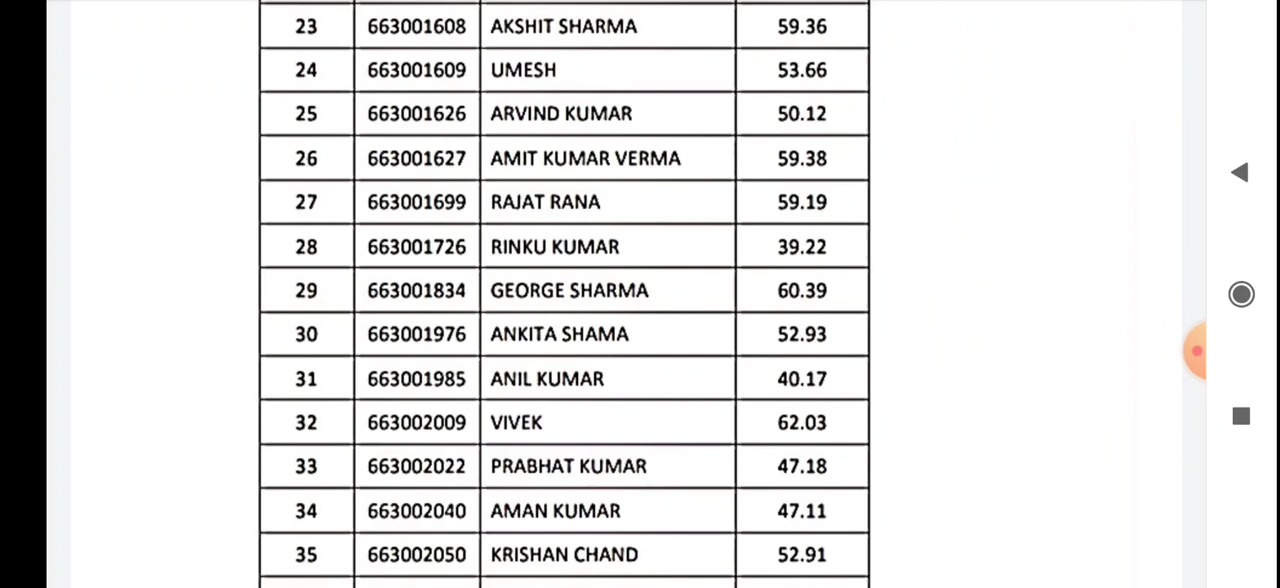 23 663001608 AKSHIT SHARMA 59.36
24 663001609 UMESH 53.66
25 663001626 ARVIND KUMAR 50.12
26 663001627 AMIT KUMAR VERMA 59.38
27 663001699 RAJAT RANA 59.19
28 663001726 RINKU KUMAR 39.22
29 663001834 GEORGE SHARMA 60.39
30 663001976 ANKITA SHAMA 52.93
31 663001985 ANIL KUMAR 40.17
32 663002009 VIVEK 62.03
33 663002022 PRABHAT KUMAR 47.18
34 663002040 AMAN KUMAR 47.11
35 663002050 KRISHAN CHAND 52.91